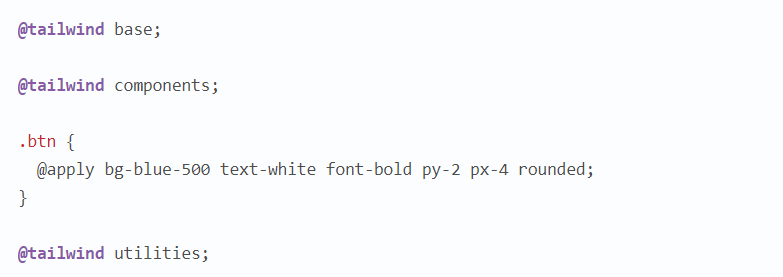 @tailwind base;
@tailwind components;
.btn {
  @apply bg-blue-500 text-white font-bold py-2 px-4 rounded;
}
@tailwind utilities;